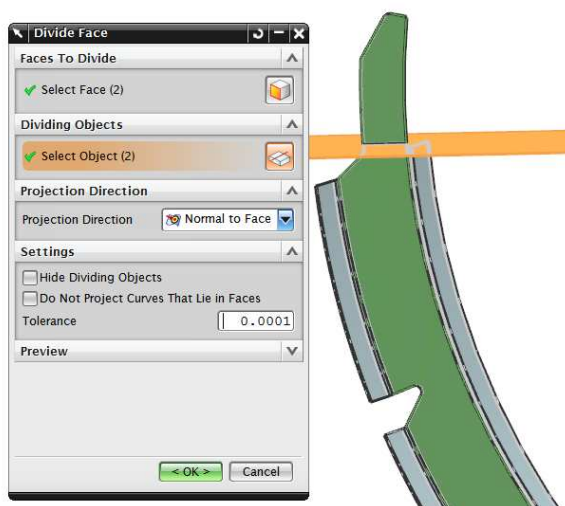 Divide Face
Faces To Divide
Select Face (2)
Dividing Objects
Select Object (2)
Projection Direction
Projection Direction Normal to Face
Settings
Hide Dividing Objects
Do Not Project Curves That Lie in Faces
Tolerance 0.0001
Preview
< OK > Cancel